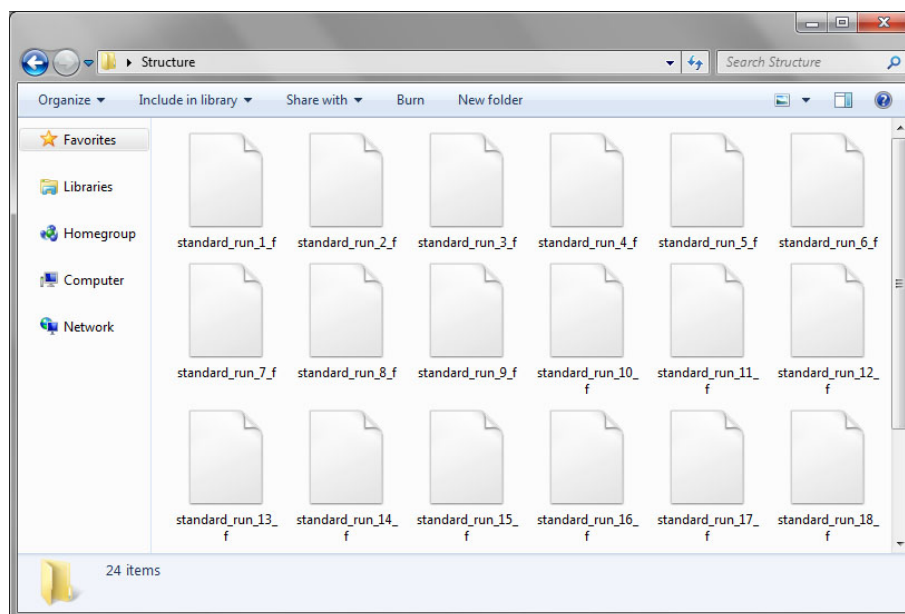 Structure
Search Structure
Organize
Include in library
Share with
Burn
New folder
Favorites
Libraries
Homegroup
Computer
Network
standard_run_1_f
standard_run_2_f
standard_run_3_f
standard_run_4_f
standard_run_5_f
standard_run_6_f
standard_run_7_f
standard_run_8_f
standard_run_9_f
standard_run_10_
f
standard_run_11_
f
standard_run_12_
f
standard_run_13_
f
standard_run_14_
f
standard_run_15_
f
standard_run_16_
f
standard_run_17_
f
standard_run_18_
f
24 items